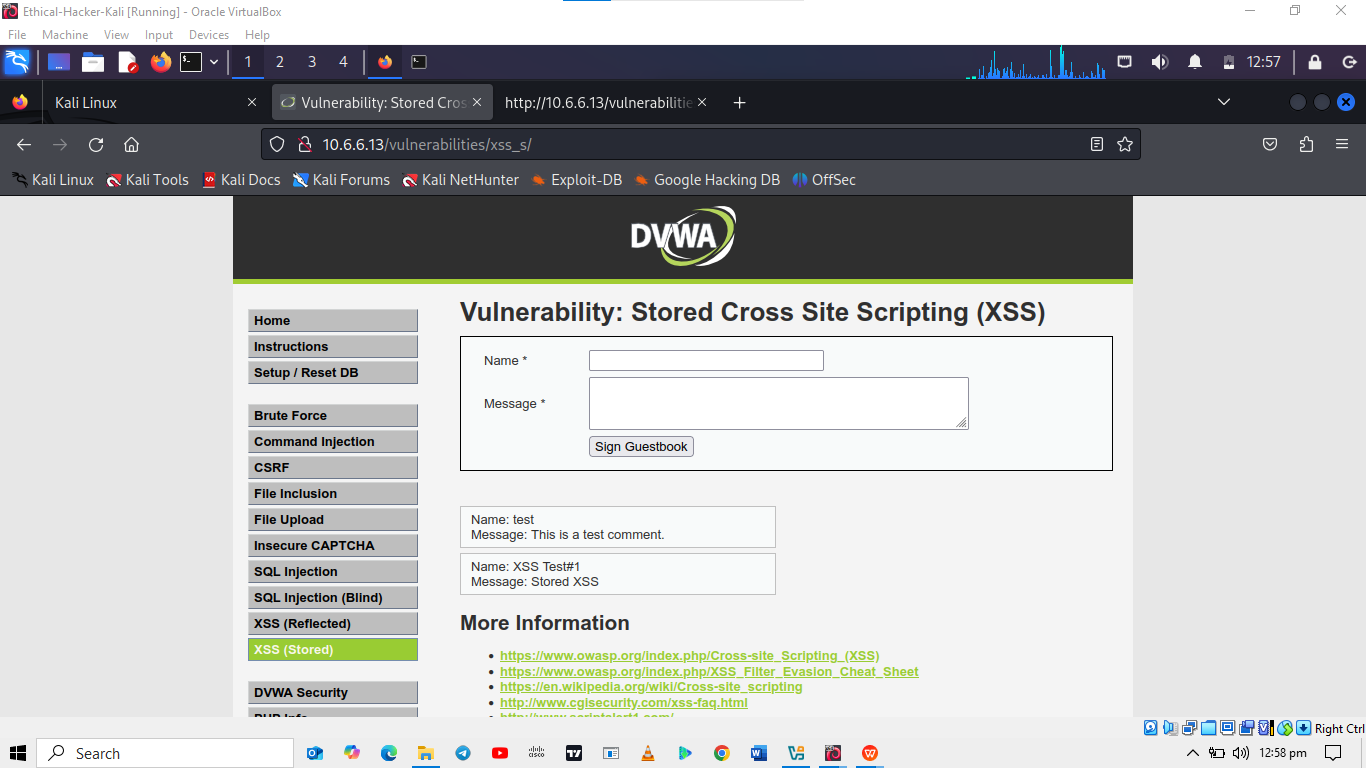 Ethical-Hacker-Kali [Running] - Oracle VirtualBox
File Machine View Input Devices Help
1 2 3 4 12:57
Kali Linux Vulnerability: Stored Cros http://10.6.6.13/vulnerabilitie
10.6.6.13/vulnerabilities/xss_s/
Kali Linux Kali Tools Kali Docs Kali Forums Kali NetHunter Exploit-DB Google Hacking DB OffSec
DVWA
Home
Instructions
Setup / Reset DB
Brute Force
Command Injection
CSRF
File Inclusion
File Upload
Insecure CAPTCHA
SQL Injection
SQL Injection (Blind)
XSS (Reflected)
XSS (Stored)
DVWA Security
Vulnerability: Stored Cross Site Scripting (XSS)
Name *
Message *
Sign Guestbook
Name: test
Message: This is a test comment.
Name: XSS Test#1
Message: Stored XSS
More Information
https://www.owasp.org/index.php/Cross-site_Scripting_(XSS)
https://www.owasp.org/index.php/XSS_Filter_Evasion_Cheat_Sheet
https://en.wikipedia.org/wiki/Cross-site_scripting
http://www.cgisecurity.com/xss-faq.html
Right Ctrl
Search
12:58 pm